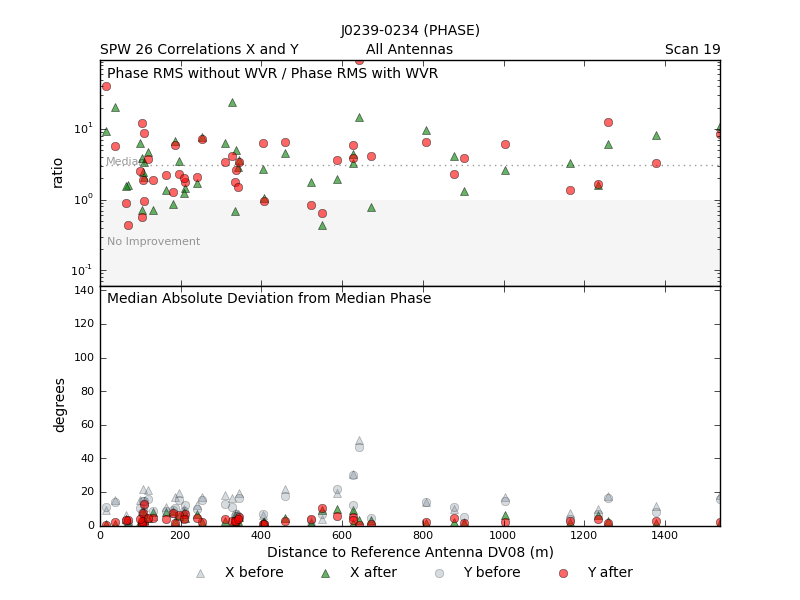 J0239-0234 (PHASE)
SPW 26 Correlations X and Y All Antennas Scan 19
Phase RMS without WVR / Phase RMS with WVR
10¹
Median
10⁰
No Improvement
10⁻¹
ratio
140
Median Absolute Deviation from Median Phase
120
100
80
60
40
20
0
degrees
0 200 400 600 800 1000 1200 1400
Distance to Reference Antenna DV08 (m)
X before X after Y before Y after